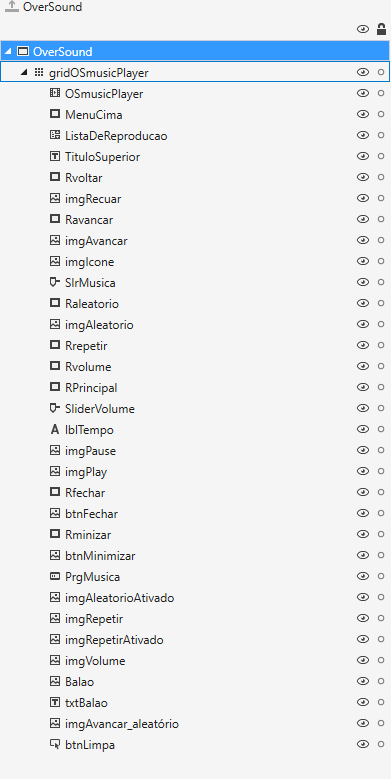 OverSound
OverSound
gridOSmusicPlayer
OSmusicPlayer
MenuCima
ListaDeReproducao
TituloSuperior
Rvoltar
imgRecuar
Ravancar
imgAvancar
imgIcone
SlrMusica
Raleatorio
imgAleatorio
Rrepetir
Rvolume
RPrincipal
SliderVolume
lblTempo
imgPause
imgPlay
Rfechar
btnFechar
Rminizar
btnMinimizar
PrgMusica
imgAleatorioAtivado
imgRepetir
imgRepetirAtivado
imgVolume
Balao
txtBalao
imgAvancar_aleatório
btnLimpa